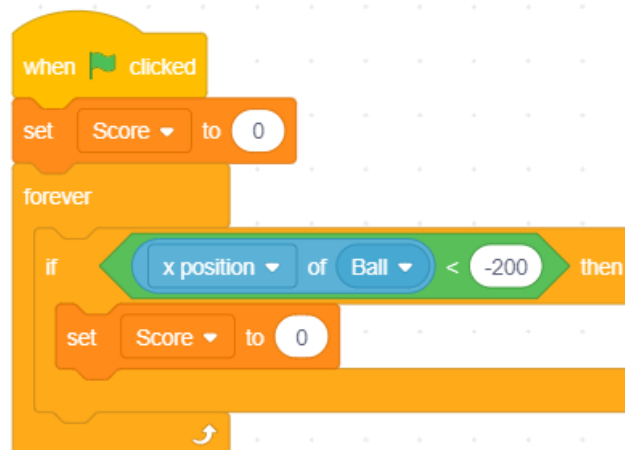 when clicked
set Score to 0
forever
if x position of Ball < -200 then
set Score to 0